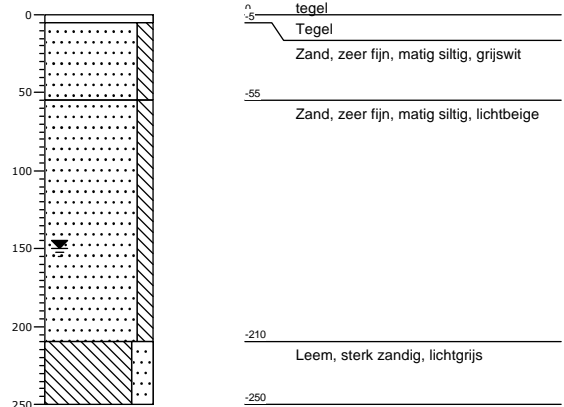 0
50
100
150
200
250
0
tegel
-5
Tegel
Zand, zeer fijn, matig siltig, grijswit
-55
Zand, zeer fijn, matig siltig, lichtbeige
-210
Leem, sterk zandig, lichtgrijs
-250